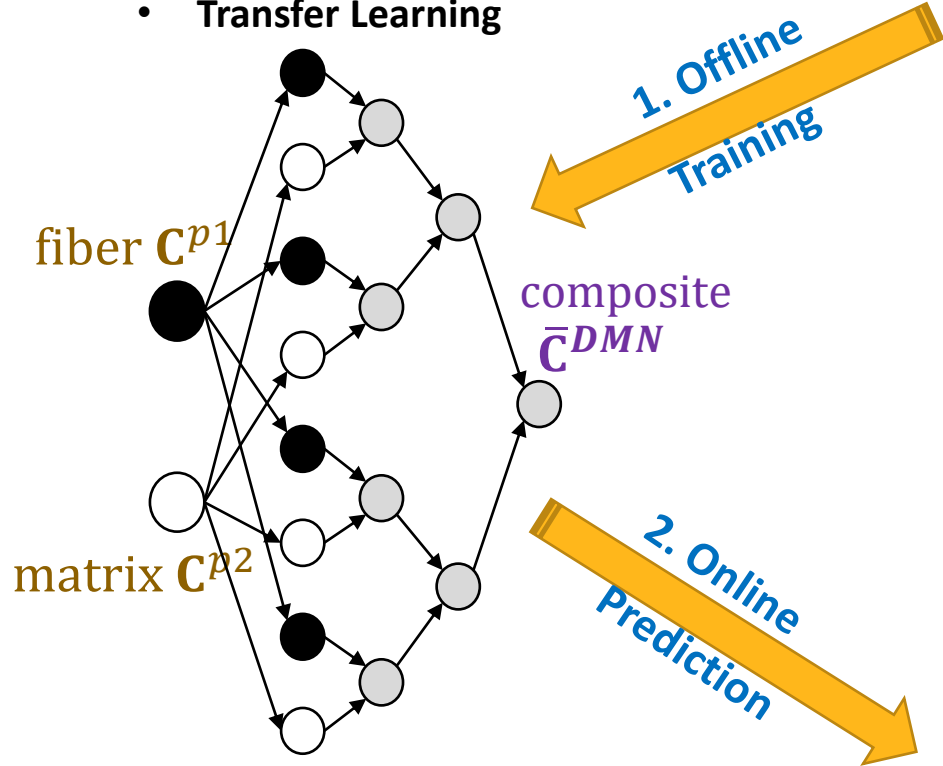 • Transfer Learning
1. Offline
Training
fiber C^{p1}
composite
C̄^{DMN}
matrix C^{p2}
2. Online
Prediction